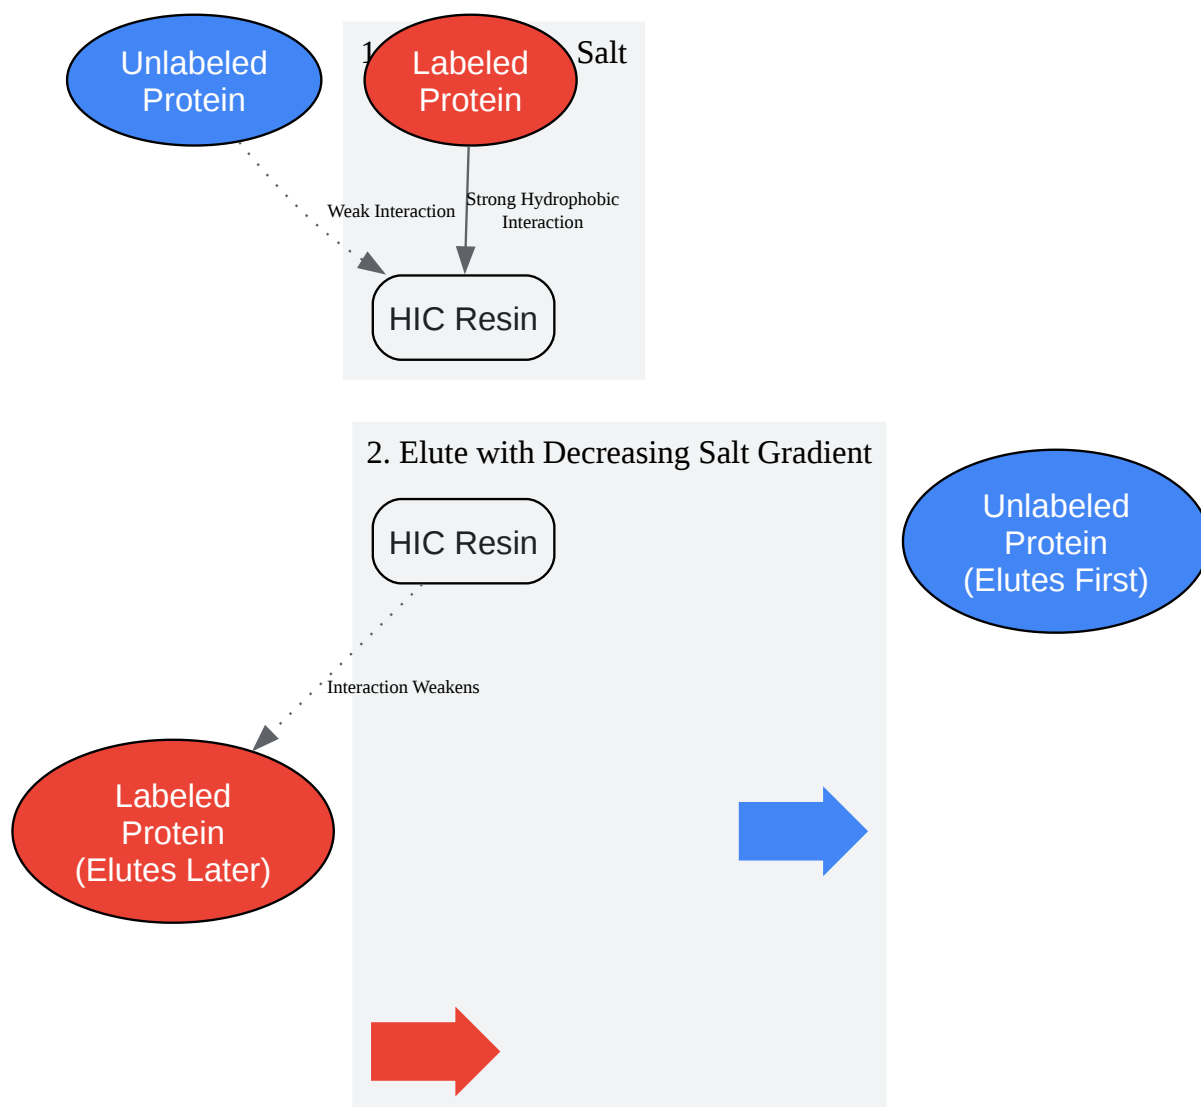 Unlabeled
Protein
1
Labeled
Protein
Salt
Weak Interaction
Strong Hydrophobic
Interaction
HIC Resin
2. Elute with Decreasing Salt Gradient
HIC Resin
Unlabeled
Protein
(Elutes First)
Interaction Weakens
Labeled
Protein
(Elutes Later)